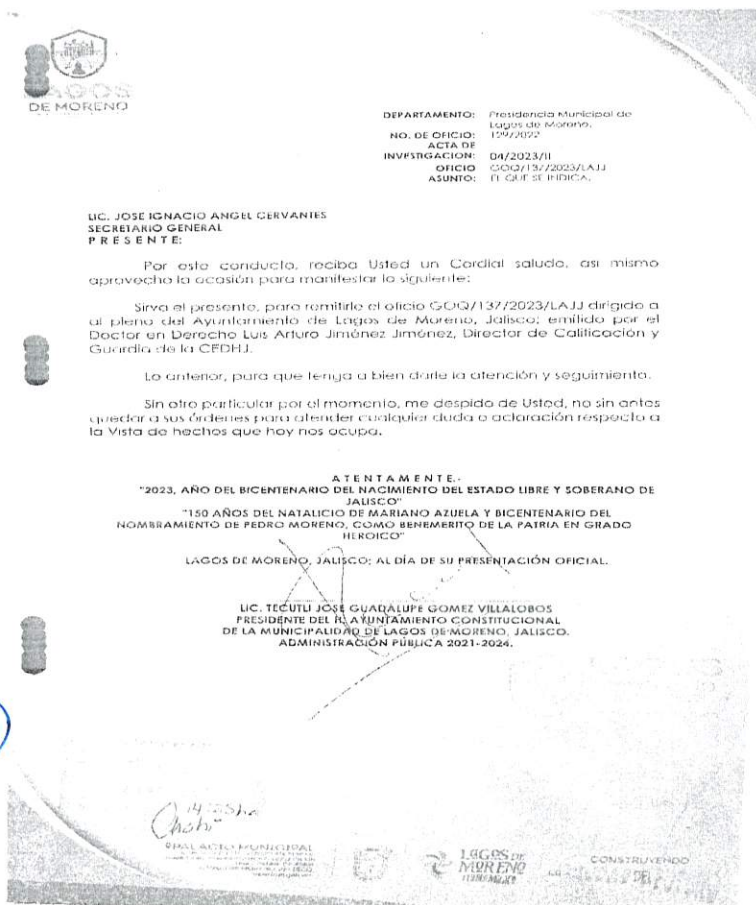 LAGOS
DE MORENO
DEPARTAMENTO: Presidencia Municipal de
Lagos de Moreno.
NO. DE OFICIO: 129/2022
ACTA DE
INVESTIGACION: 04/2023/II
OFICIO GOQ/137/2023/LAJJ
ASUNTO: EL QUE SE INDICA.
LIC. JOSE IGNACIO ANGEL CERVANTES
SECRETARIO GENERAL
P R E S E N T E:
Por este conducto, reciba Usted un Cordial saludo, asi mismo
aprovecho la ocasión para manifestar lo siguiente:
Sirva el presente, para remitirle el oficio GOQ/137/2023/LAJJ dirigido a
al pleno del Ayuntamiento de Lagos de Moreno, Jalisco; emitido por el
Doctor en Derecho Luis Arturo Jiménez Jiménez, Director de Calificación y
Guardia de la CEDHJ.
Lo anterior, para que tenga a bien darle la atención y seguimiento.
Sin otro particular por el momento, me despido de Usted, no sin antes
quedar a sus órdenes para atender cualquier duda o aclaración respecto a
la Vista de hechos que hoy nos ocupa.
A T E N T A M E N T E.-
"2023, AÑO DEL BICENTENARIO DEL NACIMIENTO DEL ESTADO LIBRE Y SOBERANO DE
JALISCO"
"150 AÑOS DEL NATALICIO DE MARIANO AZUELA Y BICENTENARIO DEL
NOMBRAMIENTO DE PEDRO MORENO, COMO BENEMERITO DE LA PATRIA EN GRADO
HEROICO"
LAGOS DE MORENO, JALISCO; AL DÍA DE SU PRESENTACIÓN OFICIAL.
LIC. TECUTLI JOSÉ GUADALUPE GOMEZ VILLALOBOS
PRESIDENTE DEL H. AYUNTAMIENTO CONSTITUCIONAL
DE LA MUNICIPALIDAD DE LAGOS DE MORENO, JALISCO.
ADMINISTRACIÓN PÚBLICA 2021-2024.
PALACIO MUNICIPAL
LAGOS DE
MORENO
CONSTRUYENDO